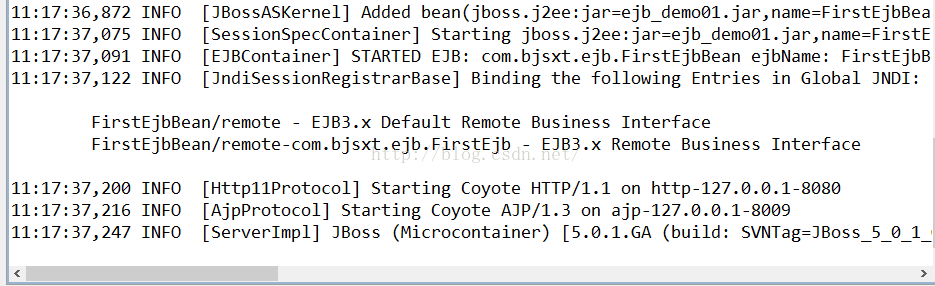 11:17:36,872 INFO  [JBossASKernel] Added bean(jboss.j2ee:jar=ejb_demo01.jar,name=FirstEjbBea
11:17:37,075 INFO  [SessionSpecContainer] Starting jboss.j2ee:jar=ejb_demo01.jar,name=FirstE
11:17:37,091 INFO  [EJBContainer] STARTED EJB: com.bjsxt.ejb.FirstEjbBean ejbName: FirstEjbB
11:17:37,122 INFO  [JndiSessionRegistrarBase] Binding the following Entries in Global JNDI:
FirstEjbBean/remote - EJB3.x Default Remote Business Interface
FirstEjbBean/remote-com.bjsxt.ejb.FirstEjb - EJB3.x Remote Business Interface
http://blog.csdn.net/
11:17:37,200 INFO  [Http11Protocol] Starting Coyote HTTP/1.1 on http-127.0.0.1-8080
11:17:37,216 INFO  [AjpProtocol] Starting Coyote AJP/1.3 on ajp-127.0.0.1-8009
11:17:37,247 INFO  [ServerImpl] JBoss (Microcontainer) [5.0.1.GA (build: SVNTag=JBoss_5_0_1_